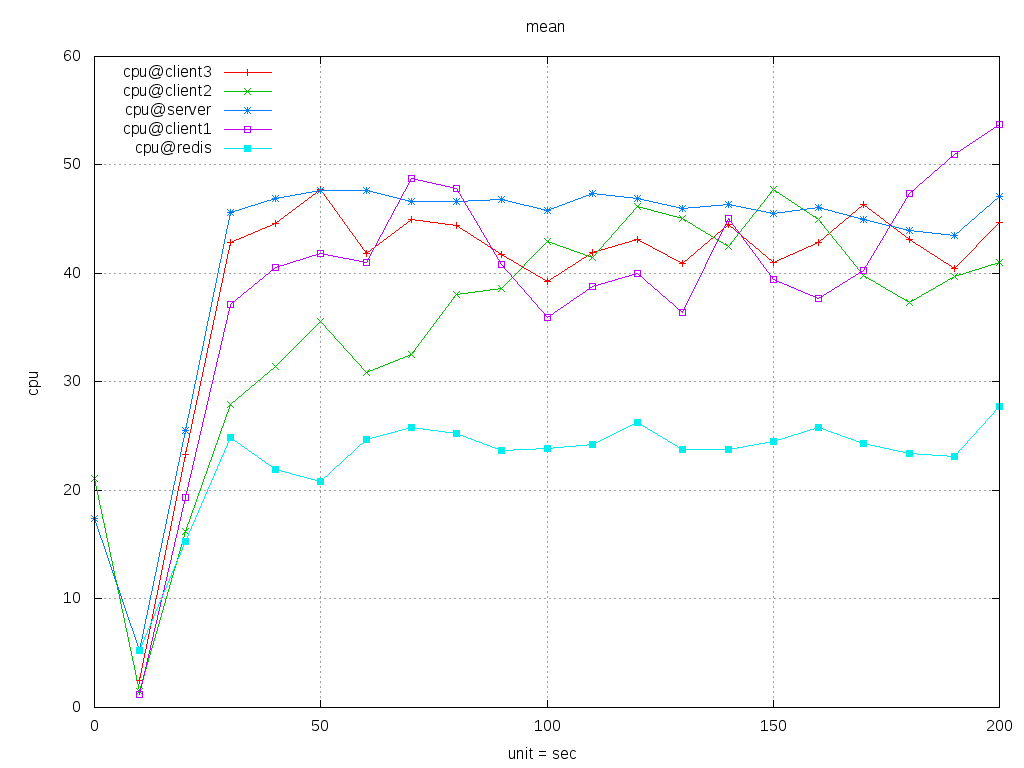 mean
60
50
40
30
20
10
0
cpu
cpu@client3
cpu@client2
cpu@server
cpu@client1
cpu@redis
0 50 100 150 200
unit = sec